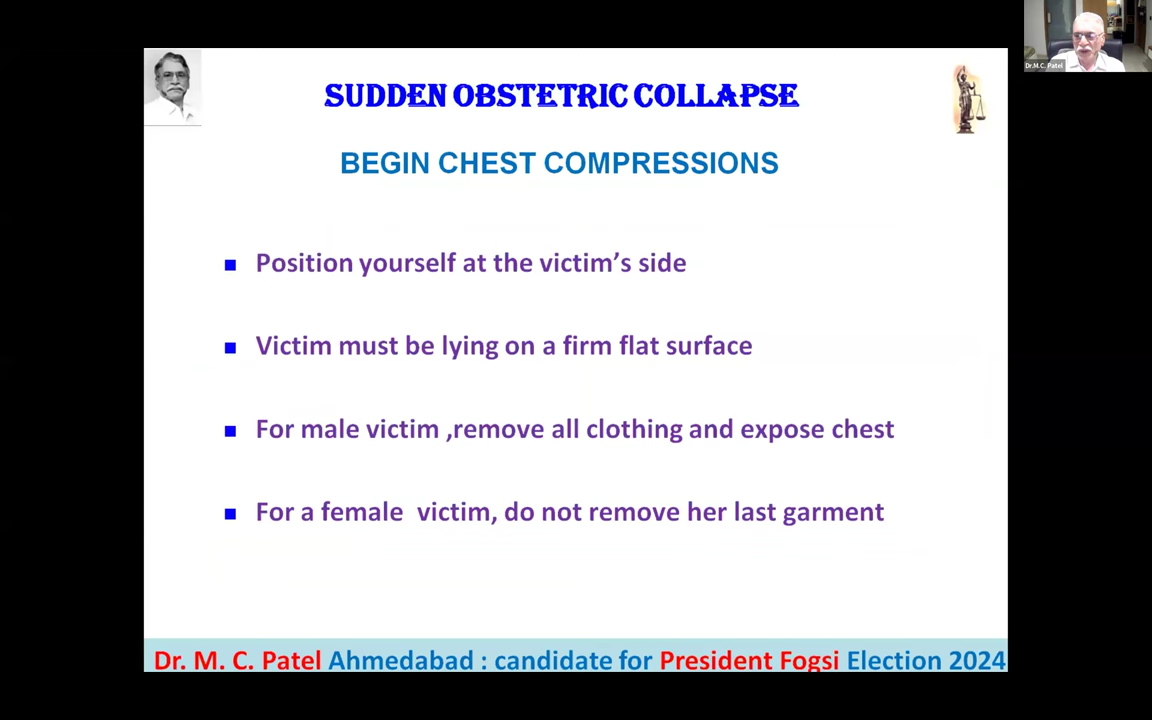 SUDDEN OBSTETRIC COLLAPSE
Dr.M.C. Patel
BEGIN CHEST COMPRESSIONS
Position yourself at the victim’s side
Victim must be lying on a firm flat surface
For male victim ,remove all clothing and expose chest
For a female victim, do not remove her last garment
Dr. M. C. Patel Ahmedabad : candidate for President Fogsi Election 2024